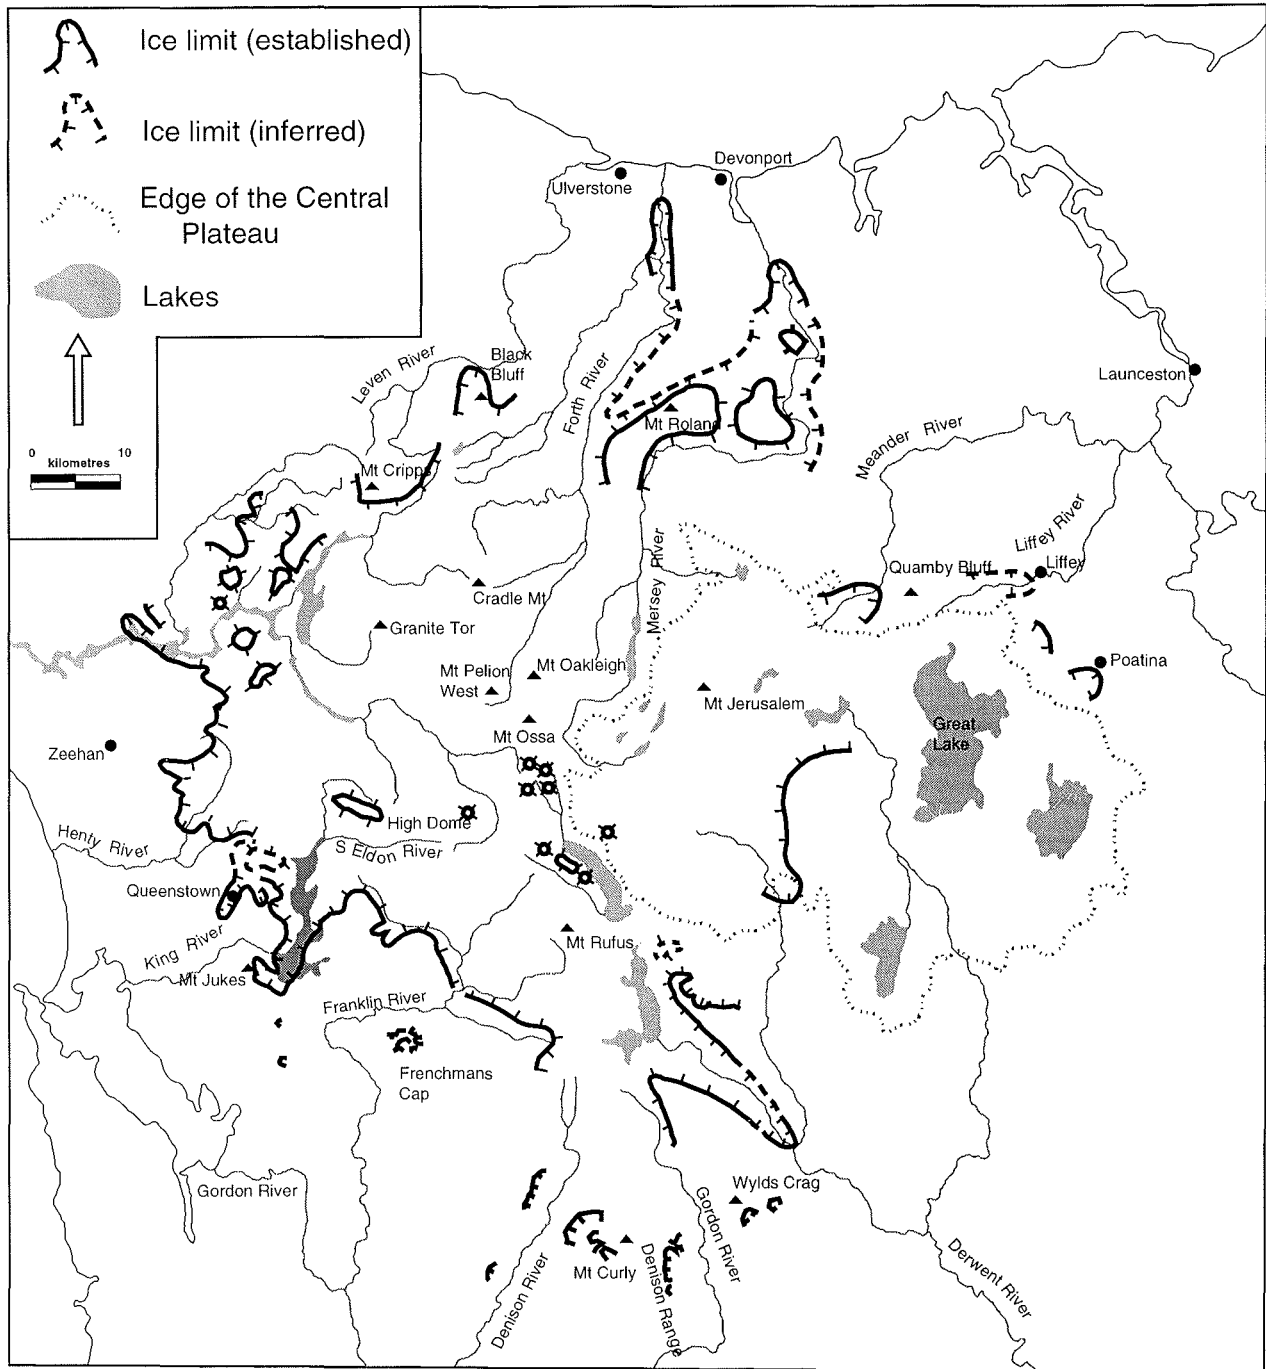 Ice limit (established)
Ice limit (inferred)
Edge of the Central
Plateau
Lakes
0 10
kilometres
Devonport
Ulverstone
Black
Bluff
Leven River
Forth River
Launceston
Mt Roland
Meander River
Mt Cripps
Liffey River
Mersey River
Quamby Bluff
Liffey
Cradle Mt
Granite Tor
Mt Oakleigh
Mt Pelion
West
Poatina
Mt Jerusalem
Mt Ossa
Great
Lake
Zeehan
High Dome
Henty River
S Eldon River
Queenstown
King River
Mt Rufus
Mt Jukes
Franklin River
Frenchmans
Cap
Gordon River
Wylds Crag
Gordon River
Mt Curly
Denison River
Denison Range
Derwent River